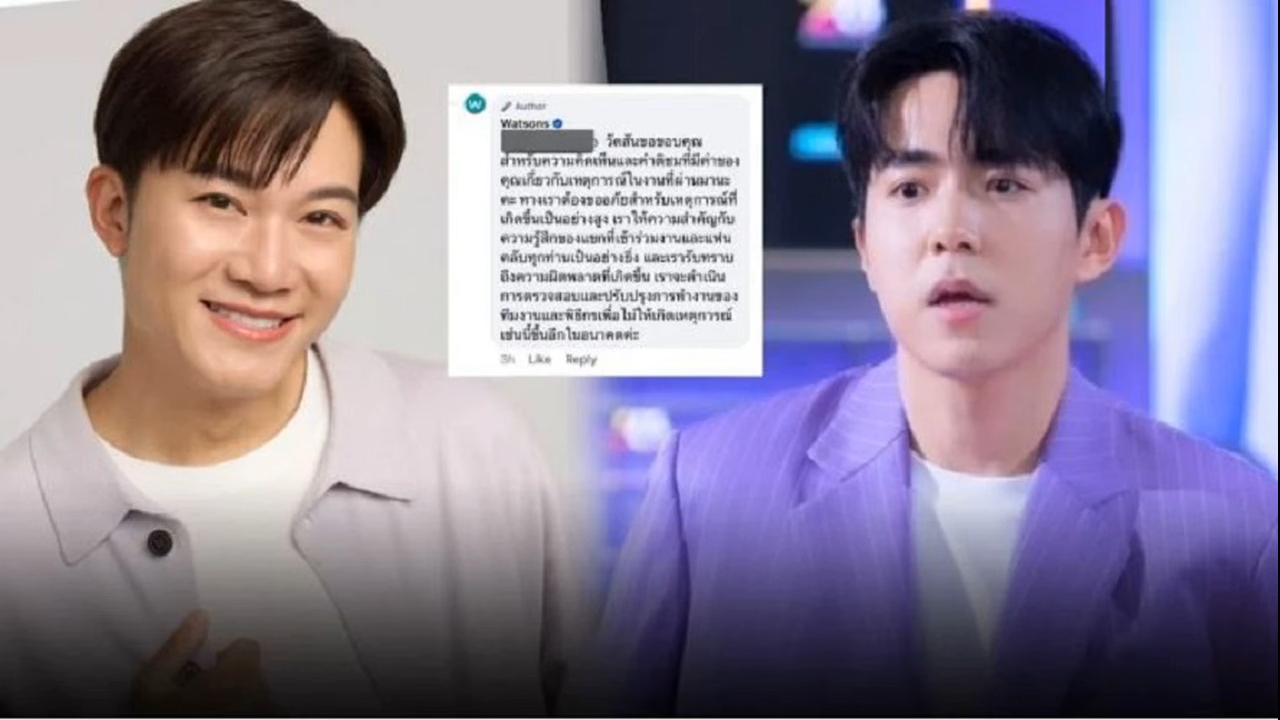 W
Author
Watsons
วัตสันขอขอบคุณ
สำหรับความคิดเห็นและคำติชมที่มีค่าของ
คุณเกี่ยวกับเหตุการณ์ในงานที่ผ่านมานะ
คะ ทางเราต้องขออภัยสำหรับเหตุการณ์ที่
เกิดขึ้นเป็นอย่างสูง เราให้ความสำคัญกับ
ความรู้สึกของแขกที่เข้าร่วมงานและแฟน
คลับทุกท่านเป็นอย่างยิ่ง และเรารับทราบ
ถึงความผิดพลาดที่เกิดขึ้น เราจะดำเนิน
การตรวจสอบและปรับปรุงการทำงานของ
ทีมงานและพิธีกรเพื่อไม่ให้เกิดเหตุการณ์
เช่นนี้ขึ้นอีกในอนาคตค่ะ
Like Reply